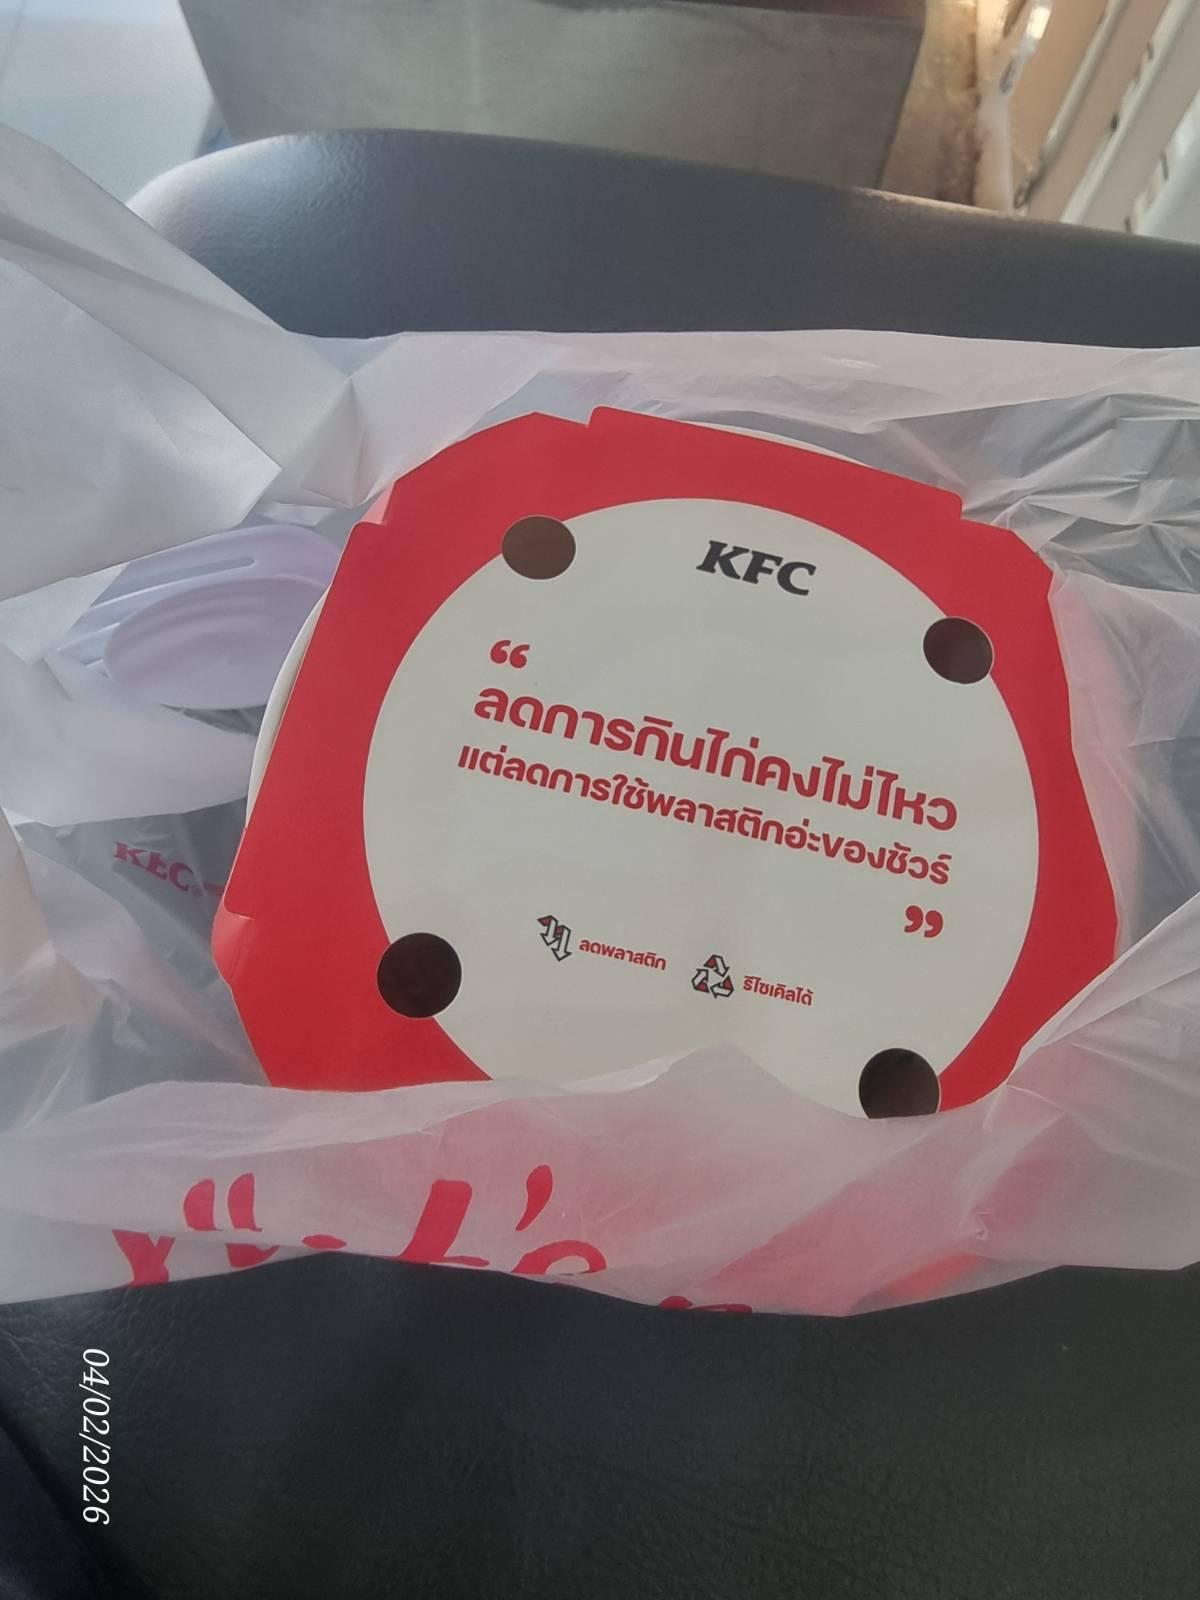 KFC
“
ลดการกินไก่คงไม่ไหว
แต่ลดการใช้พลาสติกอ่ะของชัวร์
”
ลดพลาสติก
รีไซเคิลได้
KFC
04/02/2026